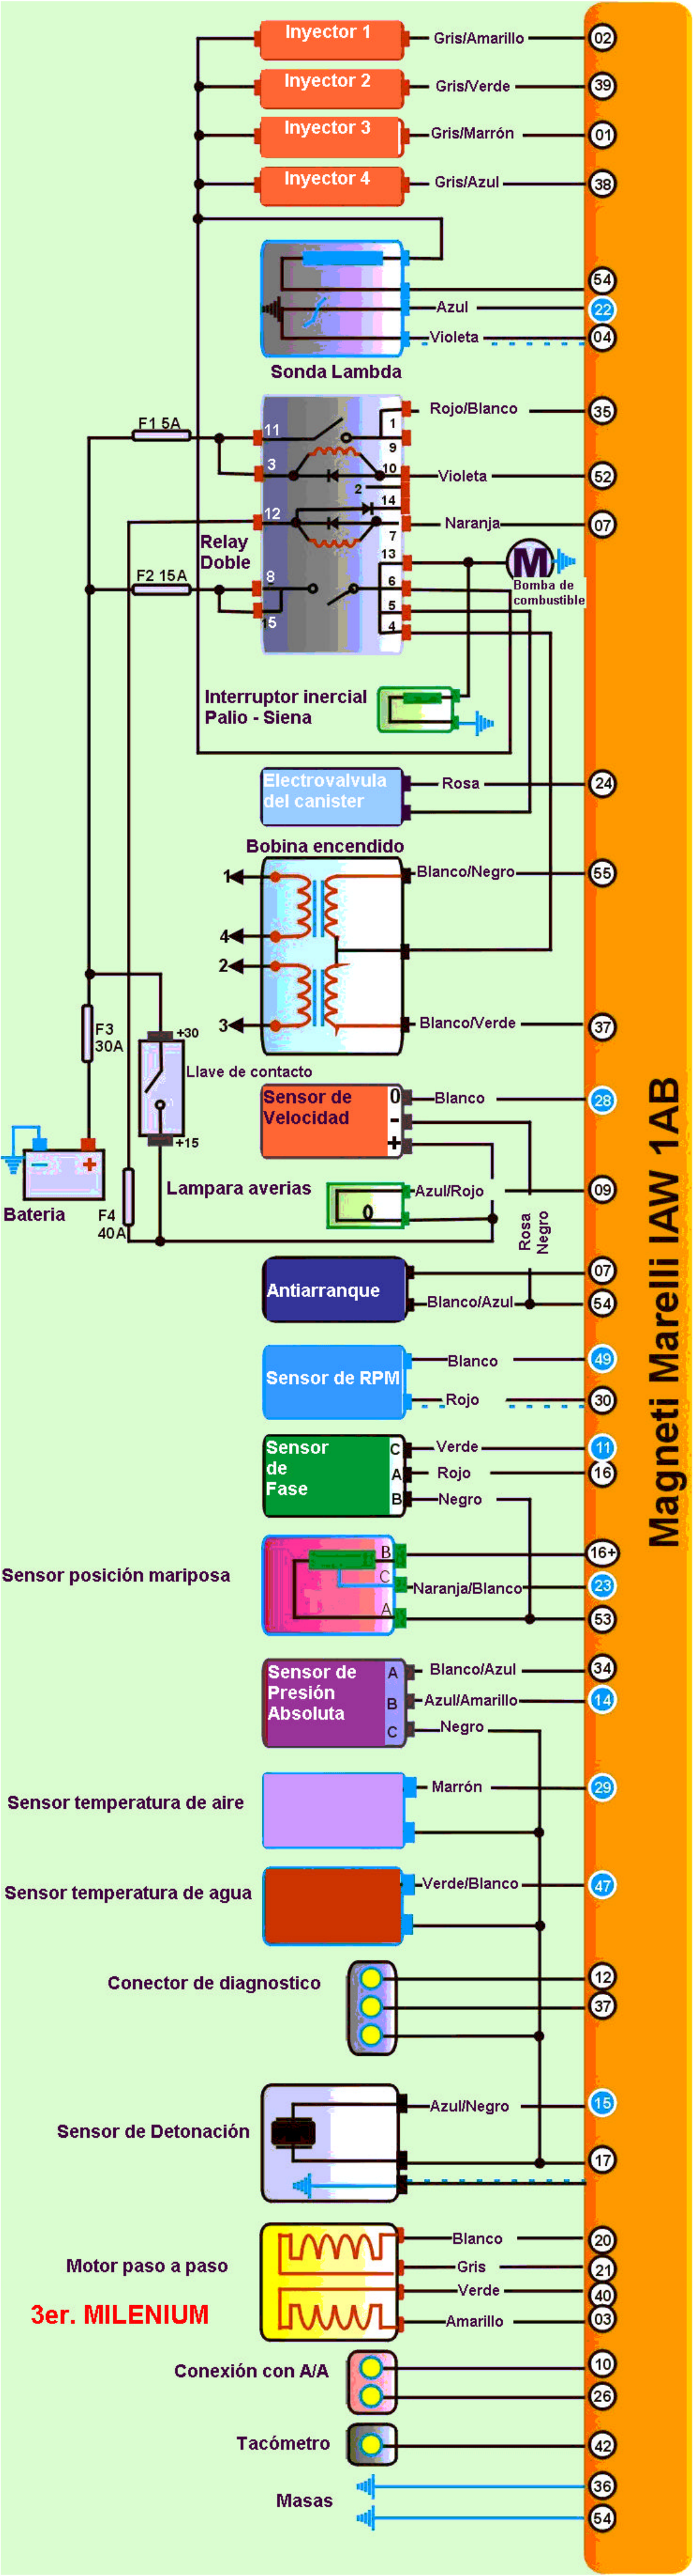 Inyector 1
Gris/Amarillo
02
Inyector 2
Gris/Verde
39
Inyector 3
Gris/Marrón
01
Inyector 4
Gris/Azul
38
54
Azul
22
Violeta
04
Sonda Lambda
F1 5A
11
1
Rojo/Blanco
35
9
3
10
Violeta
52
2
14
12
7
Naranja
07
Relay
Doble
13
M
Bomba de
combustible
F2 15A
8
6
15
5
4
Interruptor inercial
Palio - Siena
Electrovalvula
del canister
Rosa
24
Bobina encendido
1
Blanco/Negro
55
4
2
3
Blanco/Verde
37
F3
30A
+30
Llave de contacto
+15
Sensor de
Velocidad
0
-
+
Blanco
28
Bateria
- +
F4
40A
Lampara averias
Azul/Rojo
09
Rosa
Negro
Antiarranque
07
Blanco/Azul
54
Sensor de RPM
Blanco
49
Rojo
30
Sensor
de
Fase
C
Verde
11
A
Rojo
16
B
Negro
Sensor posición mariposa
B
16+
C
Naranja/Blanco
23
A
53
Sensor de
Presión
Absoluta
A
Blanco/Azul
34
B
Azul/Amarillo
14
C
Negro
Sensor temperatura de aire
Marrón
29
Sensor temperatura de agua
Verde/Blanco
47
Conector de diagnostico
12
37
Sensor de Detonación
Azul/Negro
15
17
Motor paso a paso
Blanco
20
Gris
21
Verde
40
Amarillo
03
3er. MILENIUM
Conexión con A/A
10
26
Tacómetro
42
Masas
36
54
Magneti Marelli IAW 1AB